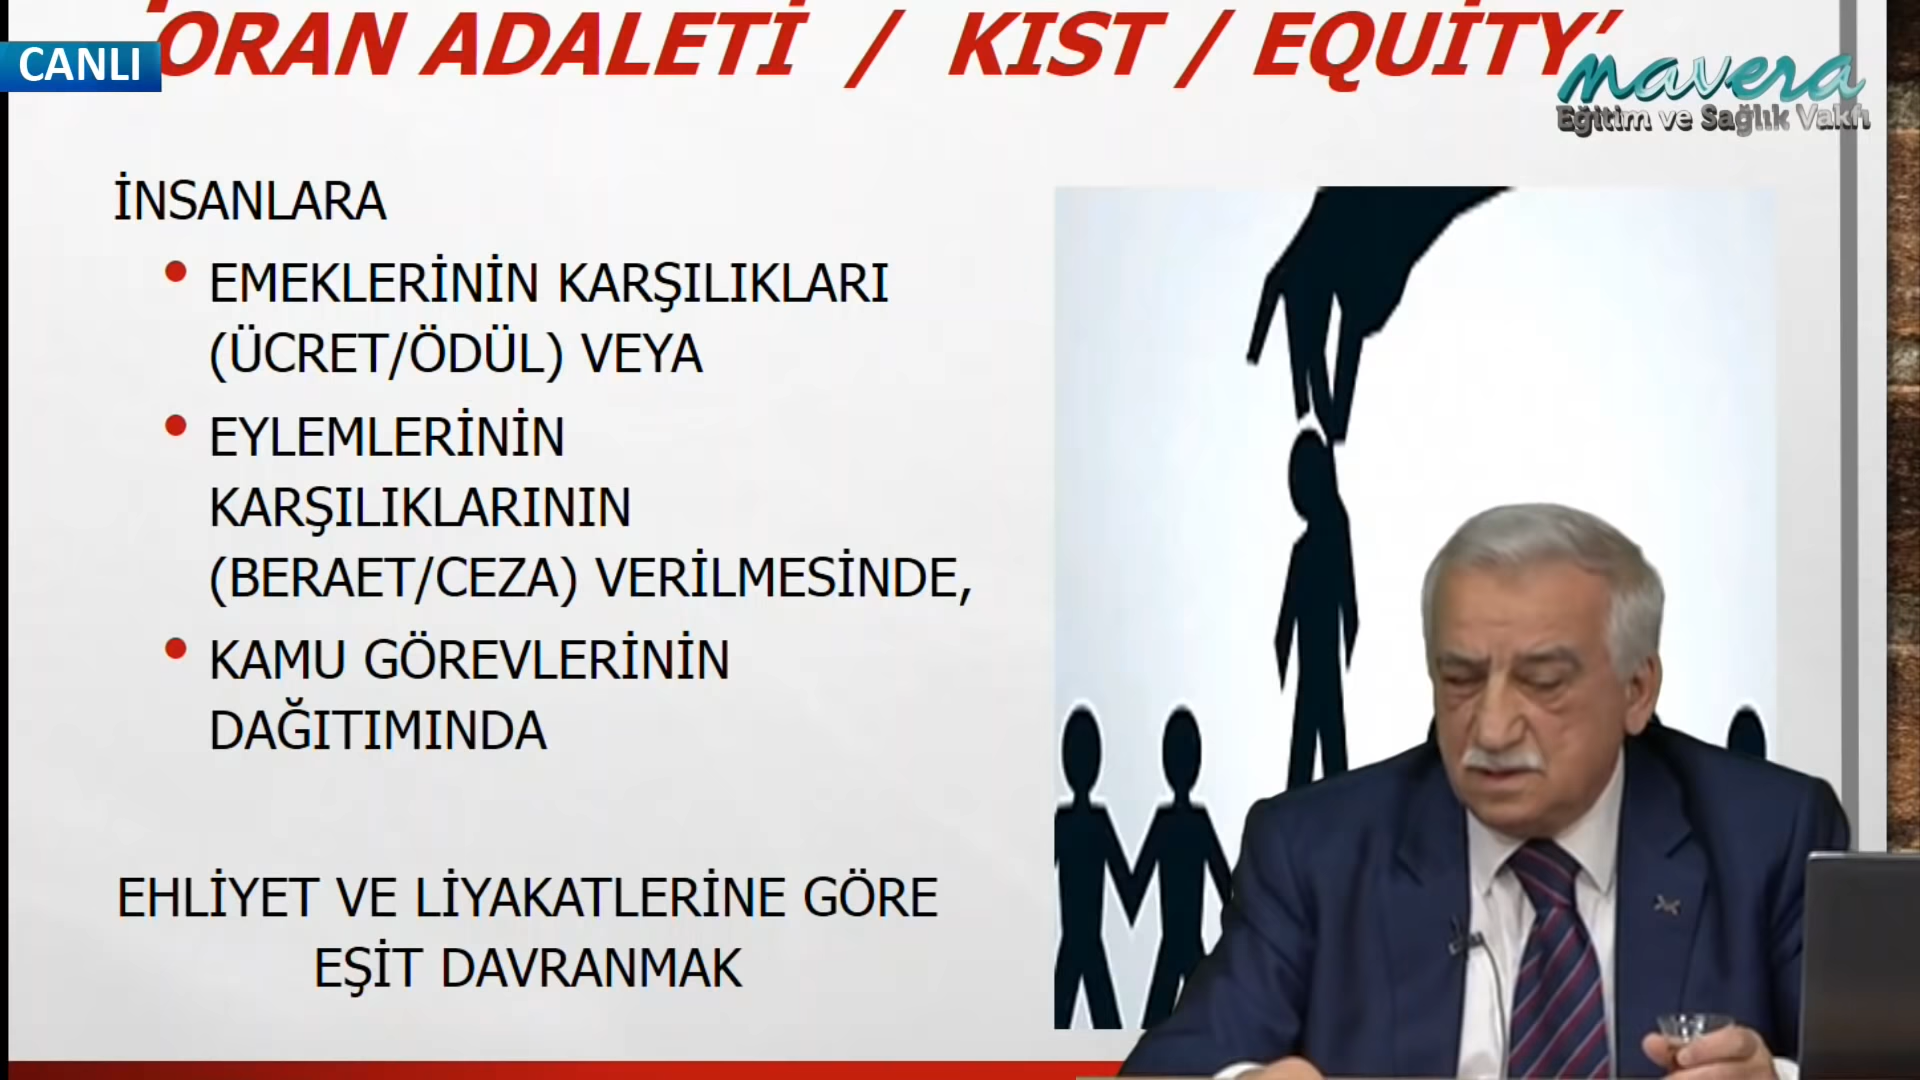 ORAN ADALETİ / KIST / EQUİTY’
CANLI
mavera
Eğitim ve Sağlık Vakfı
İNSANLARA
• EMEKLERİNİN KARŞILIKLARI
(ÜCRET/ÖDÜL) VEYA
• EYLEMLERİNİN
KARŞILIKLARININ
(BERAET/CEZA) VERİLMESİNDE,
• KAMU GÖREVLERİNİN
DAĞITIMINDA
EHLİYET VE LİYAKATLERİNE GÖRE
EŞİT DAVRANMAK